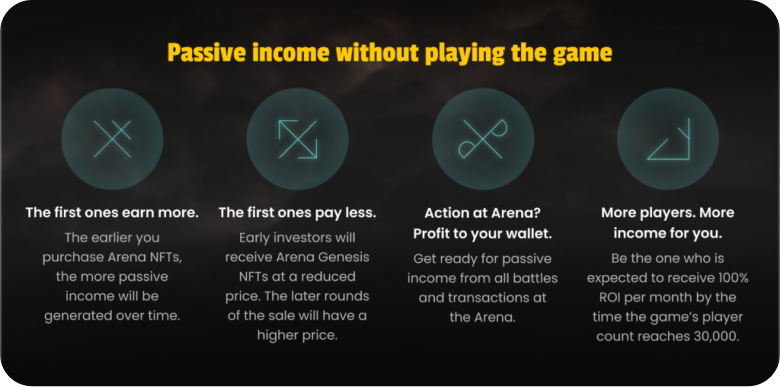 Passive income without playing the game
The first ones earn more.
The earlier you
purchase Arena NFTs,
the more passive
income will be
generated over time.
The first ones pay less.
Early investors will
receive Arena Genesis
NFTs at a reduced
price. The later rounds
of the sale will have a
higher price.
Action at Arena?
Profit to your wallet.
Get ready for passive
income from all battles
and transactions at
the Arena.
More players. More
income for you.
Be the one who is
expected to receive 100%
ROI per month by the
time the game's player
count reaches 30,000.